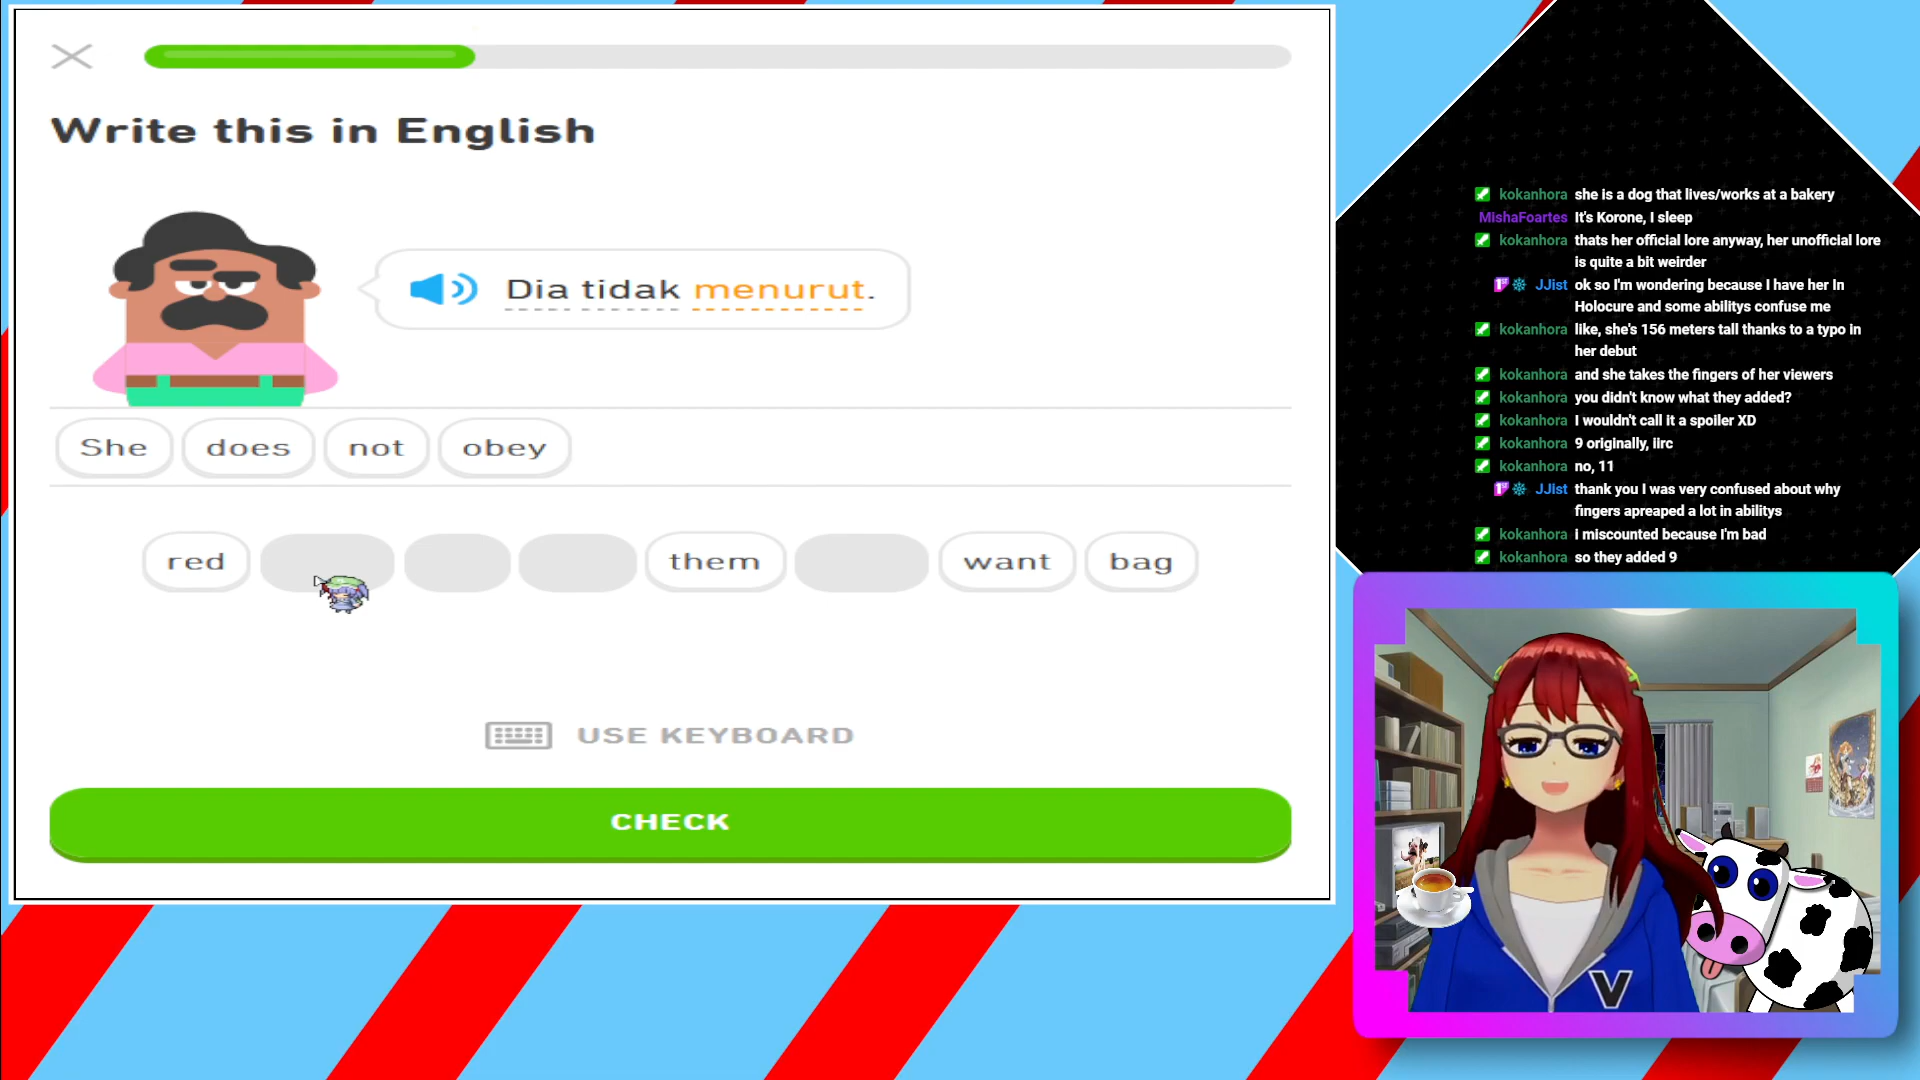 Write this in English
Dia tidak menurut.
She does not obey
red them want bag
USE KEYBOARD
CHECK
kokanhora she is a dog that lives/works at a bakery
MishaFoartes It's Korone, I sleep
kokanhora thats her official lore anyway, her unofficial lore
is quite a bit weirder
JJist ok so I'm wondering because I have her In
Holocure and some abilitys confuse me
kokanhora like, she's 156 meters tall thanks to a typo in
her debut
kokanhora and she takes the fingers of her viewers
kokanhora you didn't know what they added?
kokanhora I wouldn't call it a spoiler XD
kokanhora 9 originally, iirc
kokanhora no, 11
JJist thank you I was very confused about why
fingers apreaped a lot in abilitys
kokanhora I miscounted because I'm bad
kokanhora so they added 9
V